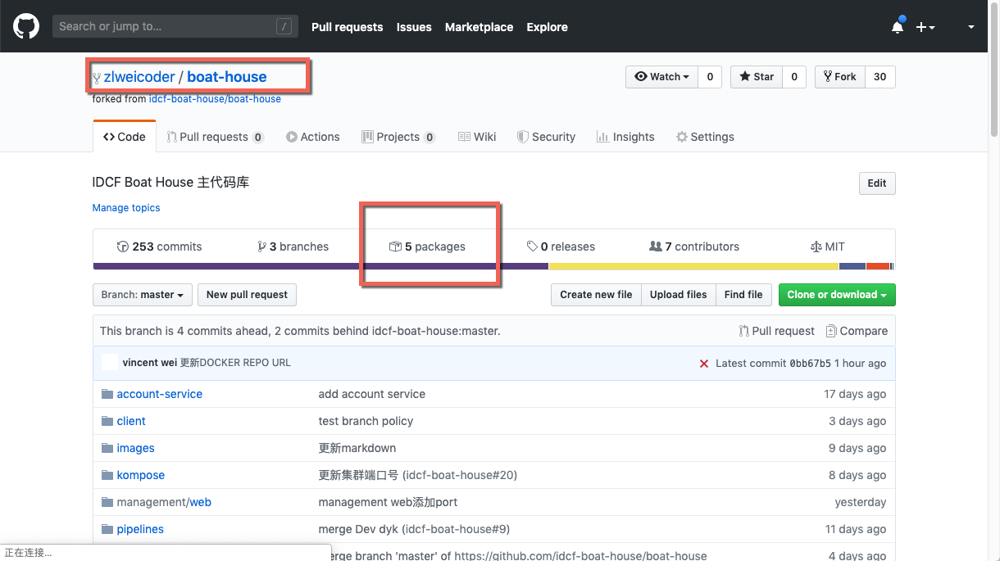 Search or jump to... / Pull requests Issues Marketplace Explore
zlweicoder / boat-house Watch 0 Star 0 Fork 30
forked from idcf-boat-house/boat-house
Code Pull requests 0 Actions Projects 0 Wiki Security Insights Settings
IDCF Boat House 主代码库 Edit
Manage topics
253 commits 3 branches 5 packages 0 releases 7 contributors MIT
Branch: master New pull request Create new file Upload files Find file Clone or download
This branch is 4 commits ahead, 2 commits behind idcf-boat-house:master. Pull request Compare
vincent wei 更新DOCKER REPO URL Latest commit 0bb67b5 1 hour ago
account-service add account service 17 days ago
client test branch policy 3 days ago
images 更新markdown 9 days ago
kompose 更新集群端口号 (idcf-boat-house#20) 8 days ago
management/web management web添加port yesterday
pipelines merge Dev dyk (idcf-boat-house#9) 11 days ago
正在连接... erge branch 'master' of https://github.com/idcf-boat-house/boat-house 4 days ago